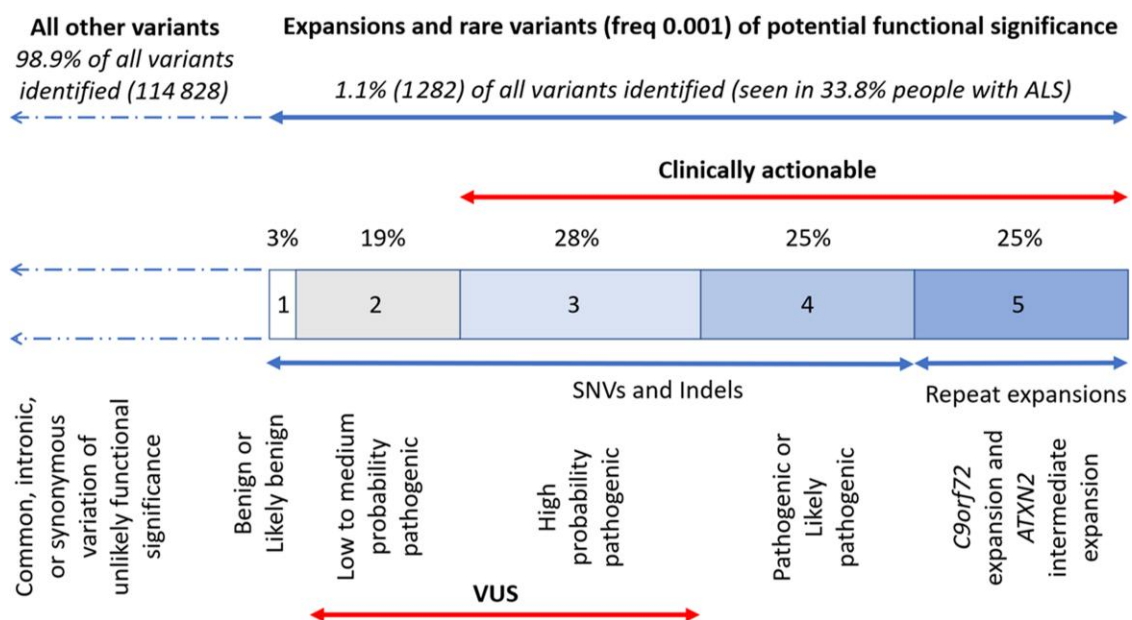 All other variants
98.9% of all variants
identified (114 828)
Expansions and rare variants (freq 0.001) of potential functional significance
1.1% (1282) of all variants identified (seen in 33.8% people with ALS)
Clinically actionable
3%
19%
28%
25%
25%
1
2
3
4
5
SNVs and Indels
Repeat expansions
Common, intronic,
or synonymous
variation of
unlikely functional
significance
Benign or
Likely benign
Low to medium
probability
pathogenic
High
probability
pathogenic
Pathogenic or
Likely
pathogenic
C9orf72
expansion and
ATXN2
intermediate
expansion
VUS